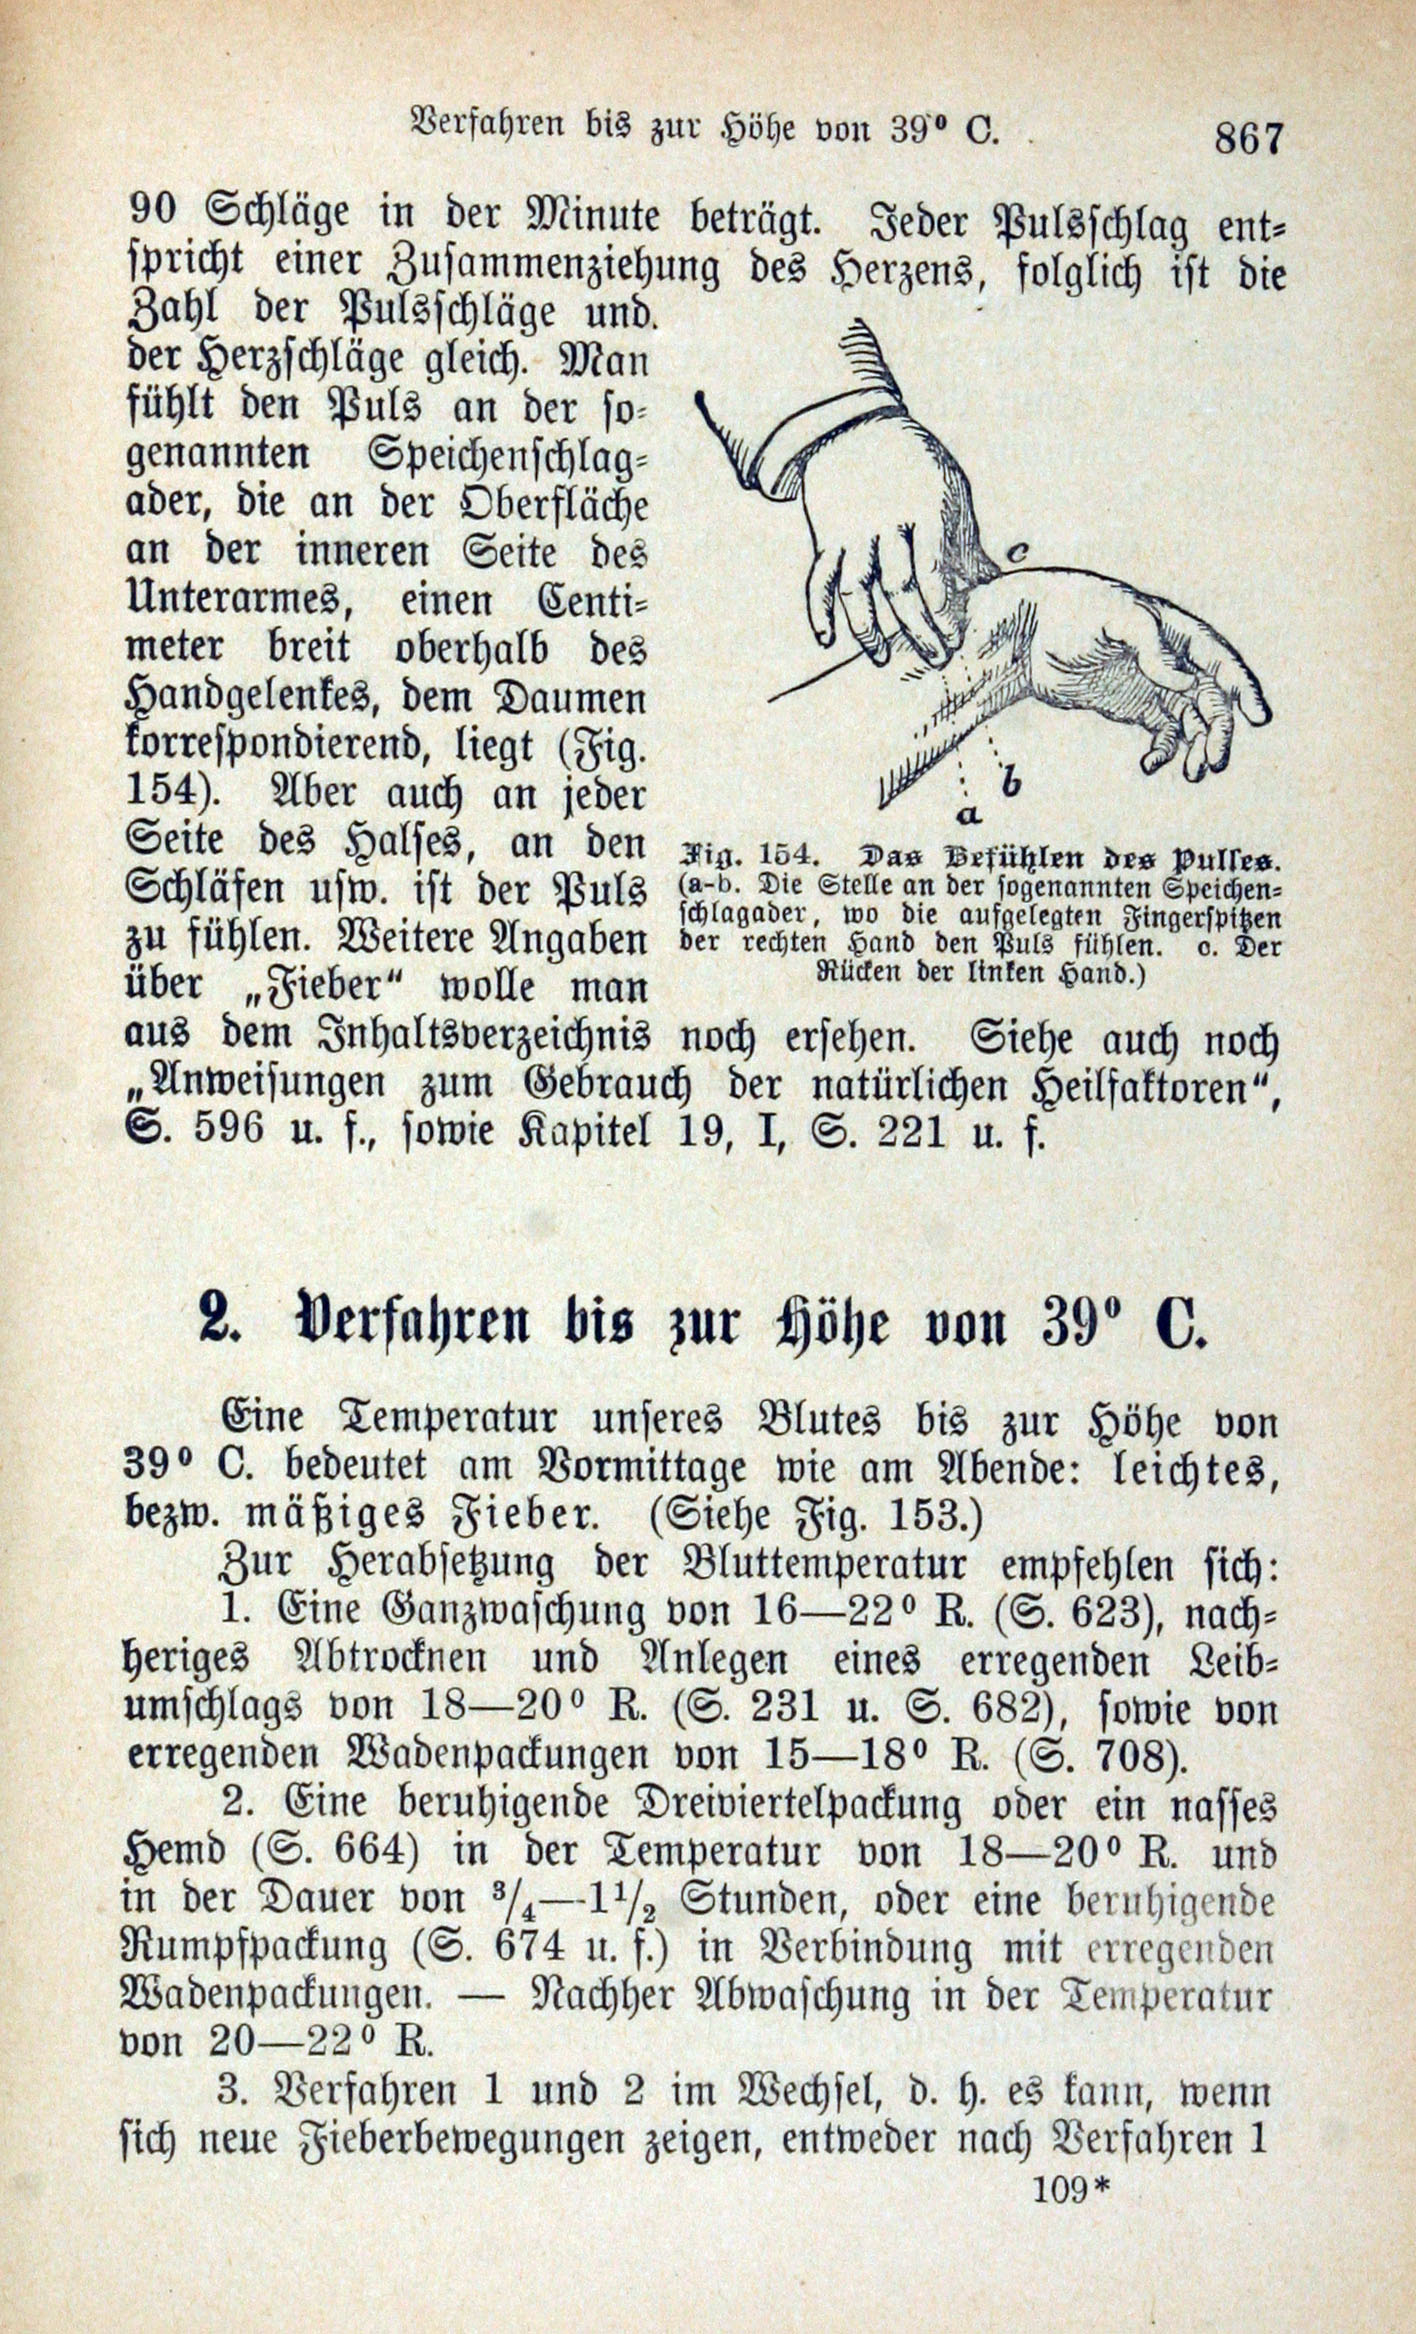 Verfahren bis zur Höhe von 39° C.
867
90 Schläge in der Minute beträgt. Jeder Pulsschlag ent-
spricht einer Zusammenziehung des Herzens, folglich ist die
Zahl der Pulsschläge und
der Herzschläge gleich. Man
fühlt den Puls an der so-
genannten Speichenschlag-
ader, die an der Oberfläche
an der inneren Seite des
Unterarmes, einen Centi-
meter breit oberhalb des
Handgelenkes, dem Daumen
korrespondierend, liegt (Fig.
154). Aber auch an jeder
Seite des Halses, an den
Schläfen usw. ist der Puls
zu fühlen. Weitere Angaben
über „Fieber“ wolle man
c
b
a
Fig. 154. Das Befühlen des Pulses.
(a-b. Die Stelle an der sogenannten Speichen-
schlagader, wo die aufgelegten Fingerspitzen
der rechten Hand den Puls fühlen. c. Der
Rücken der linken Hand.)
aus dem Inhaltsverzeichnis noch ersehen. Siehe auch noch
„Anweisungen zum Gebrauch der natürlichen Heilfaktoren“,
S. 596 u. f., sowie Kapitel 19, I, S. 221 u. f.
2. Verfahren bis zur Höhe von 39° C.
Eine Temperatur unseres Blutes bis zur Höhe von
39° C. bedeutet am Vormittage wie am Abende: leichtes,
bezw. mäßiges Fieber. (Siehe Fig. 153.)
Zur Herabsetzung der Bluttemperatur empfehlen sich:
1. Eine Ganzwaschung von 16—22° R. (S. 623), nach-
heriges Abtrocknen und Anlegen eines erregenden Leib-
umschlags von 18—20° R. (S. 231 u. S. 682), sowie von
erregenden Wadenpackungen von 15—18° R. (S. 708).
2. Eine beruhigende Dreiviertelpackung oder ein nasses
Hemd (S. 664) in der Temperatur von 18—20° R. und
in der Dauer von 3/4—1 1/2 Stunden, oder eine beruhigende
Rumpfpackung (S. 674 u. f.) in Verbindung mit erregenden
Wadenpackungen. — Nachher Abwaschung in der Temperatur
von 20—22° R.
3. Verfahren 1 und 2 im Wechsel, d. h. es kann, wenn
sich neue Fieberbewegungen zeigen, entweder nach Verfahren 1
109*